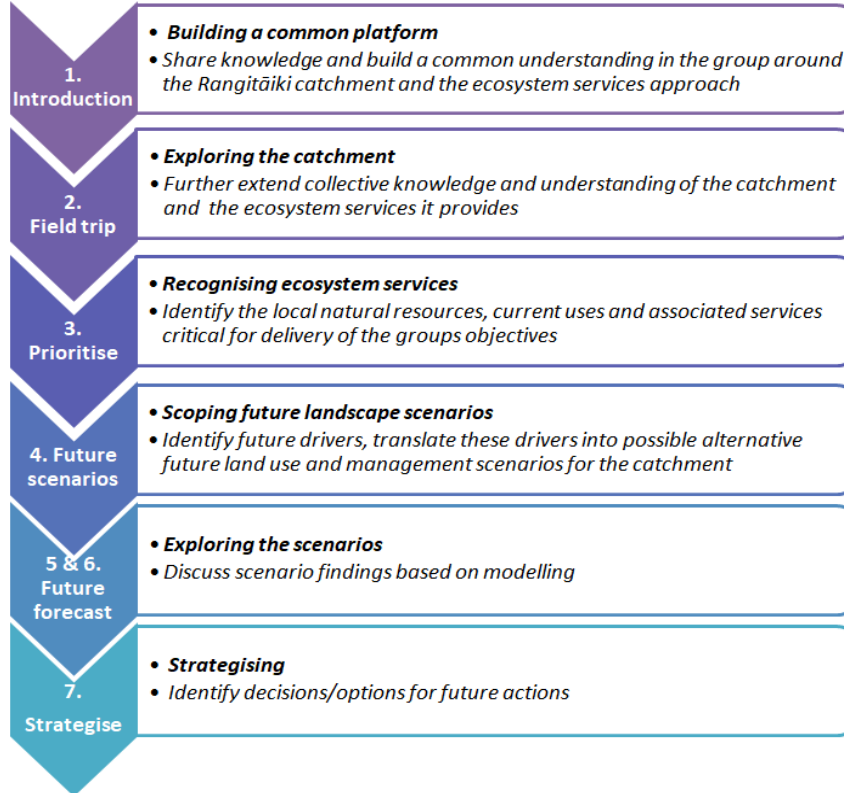 1.
Introduction
• Building a common platform
• Share knowledge and build a common understanding in the group around
the Rangitāiki catchment and the ecosystem services approach
2.
Field trip
• Exploring the catchment
• Further extend collective knowledge and understanding of the catchment
and the ecosystem services it provides
3.
Prioritise
• Recognising ecosystem services
• Identify the local natural resources, current uses and associated services
critical for delivery of the groups objectives
4. Future
scenarios
• Scoping future landscape scenarios
• Identify future drivers, translate these drivers into possible alternative
future land use and management scenarios for the catchment
5 & 6.
Future
forecast
• Exploring the scenarios
• Discuss scenario findings based on modelling
7.
Strategise
• Strategising
• Identify decisions/options for future actions